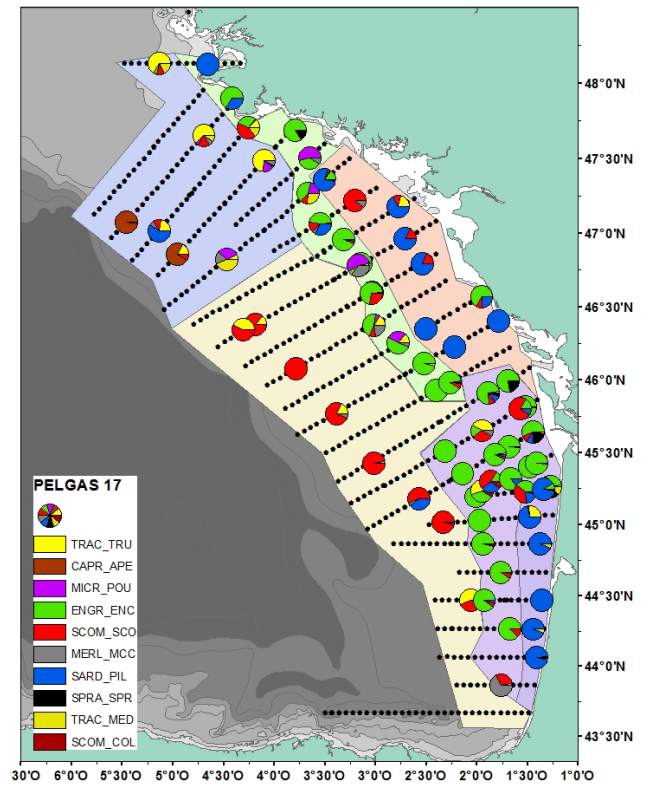 48°0'N
47°30'N
47°0'N
46°30'N
46°0'N
45°30'N
45°0'N
44°30'N
44°0'N
43°30'N
PELGAS 17
TRAC_TRU
CAPR_APE
MICR_POU
ENGR_ENC
SCOM_SCO
MERL_MCC
SARD_PIL
SPRA_SPR
TRAC_MED
SCOM_COL
30'O 6°0'O 5°30'O 5°0'O 4°30'O 4°0'O 3°30'O 3°0'O 2°30'O 2°0'O 1°30'O 1°0'O